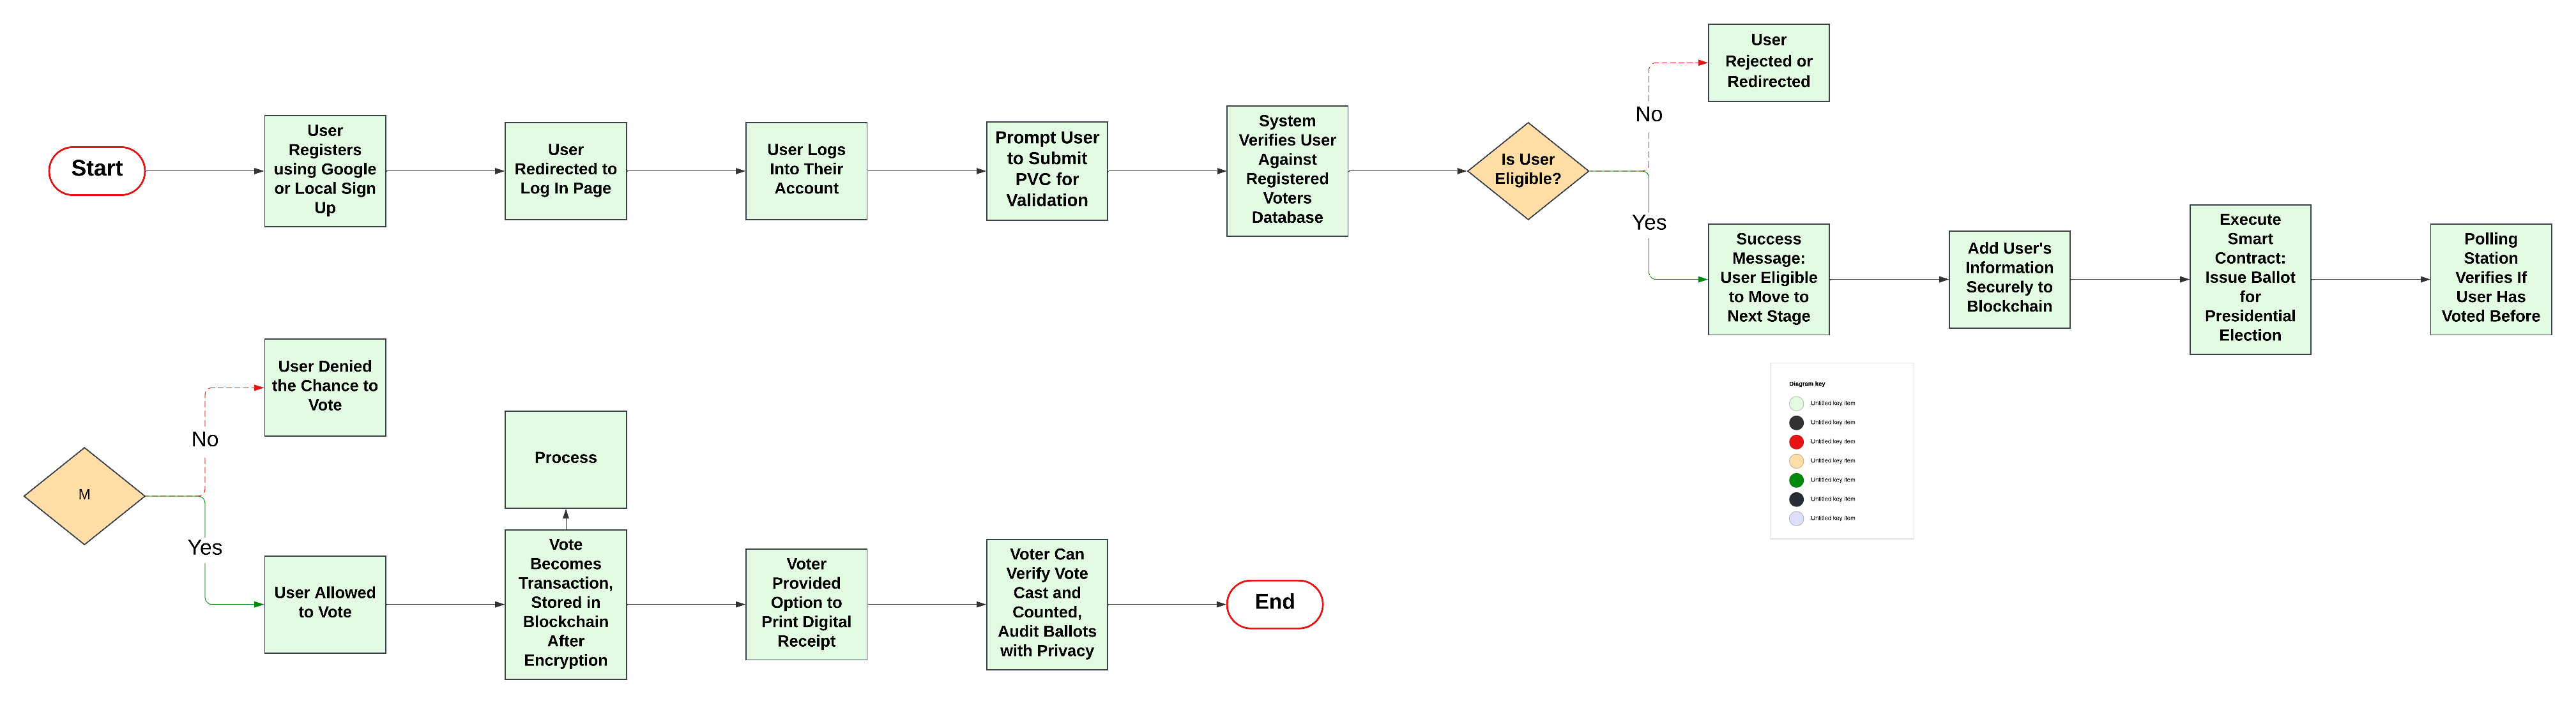 Start
User
Registers
using Google
or Local Sign
Up
User
Redirected to
Log In Page
User Logs
Into Their
Account
Prompt User
to Submit
PVC for
Validation
System
Verifies User
Against
Registered
Voters
Database
Is User
Eligible?
No
User
Rejected or
Redirected
Yes
Success
Message:
User Eligible
to Move to
Next Stage
Add User's
Information
Securely to
Blockchain
Execute
Smart
Contract:
Issue Ballot
for
Presidential
Election
Polling
Station
Verifies If
User Has
Voted Before
Diagram key
Untitled key item
Untitled key item
Untitled key item
Untitled key item
Untitled key item
Untitled key item
Untitled key item
M
No
User Denied
the Chance to
Vote
Yes
User Allowed
to Vote
Process
Vote
Becomes
Transaction,
Stored in
Blockchain
After
Encryption
Voter
Provided
Option to
Print Digital
Receipt
Voter Can
Verify Vote
Cast and
Counted,
Audit Ballots
with Privacy
End